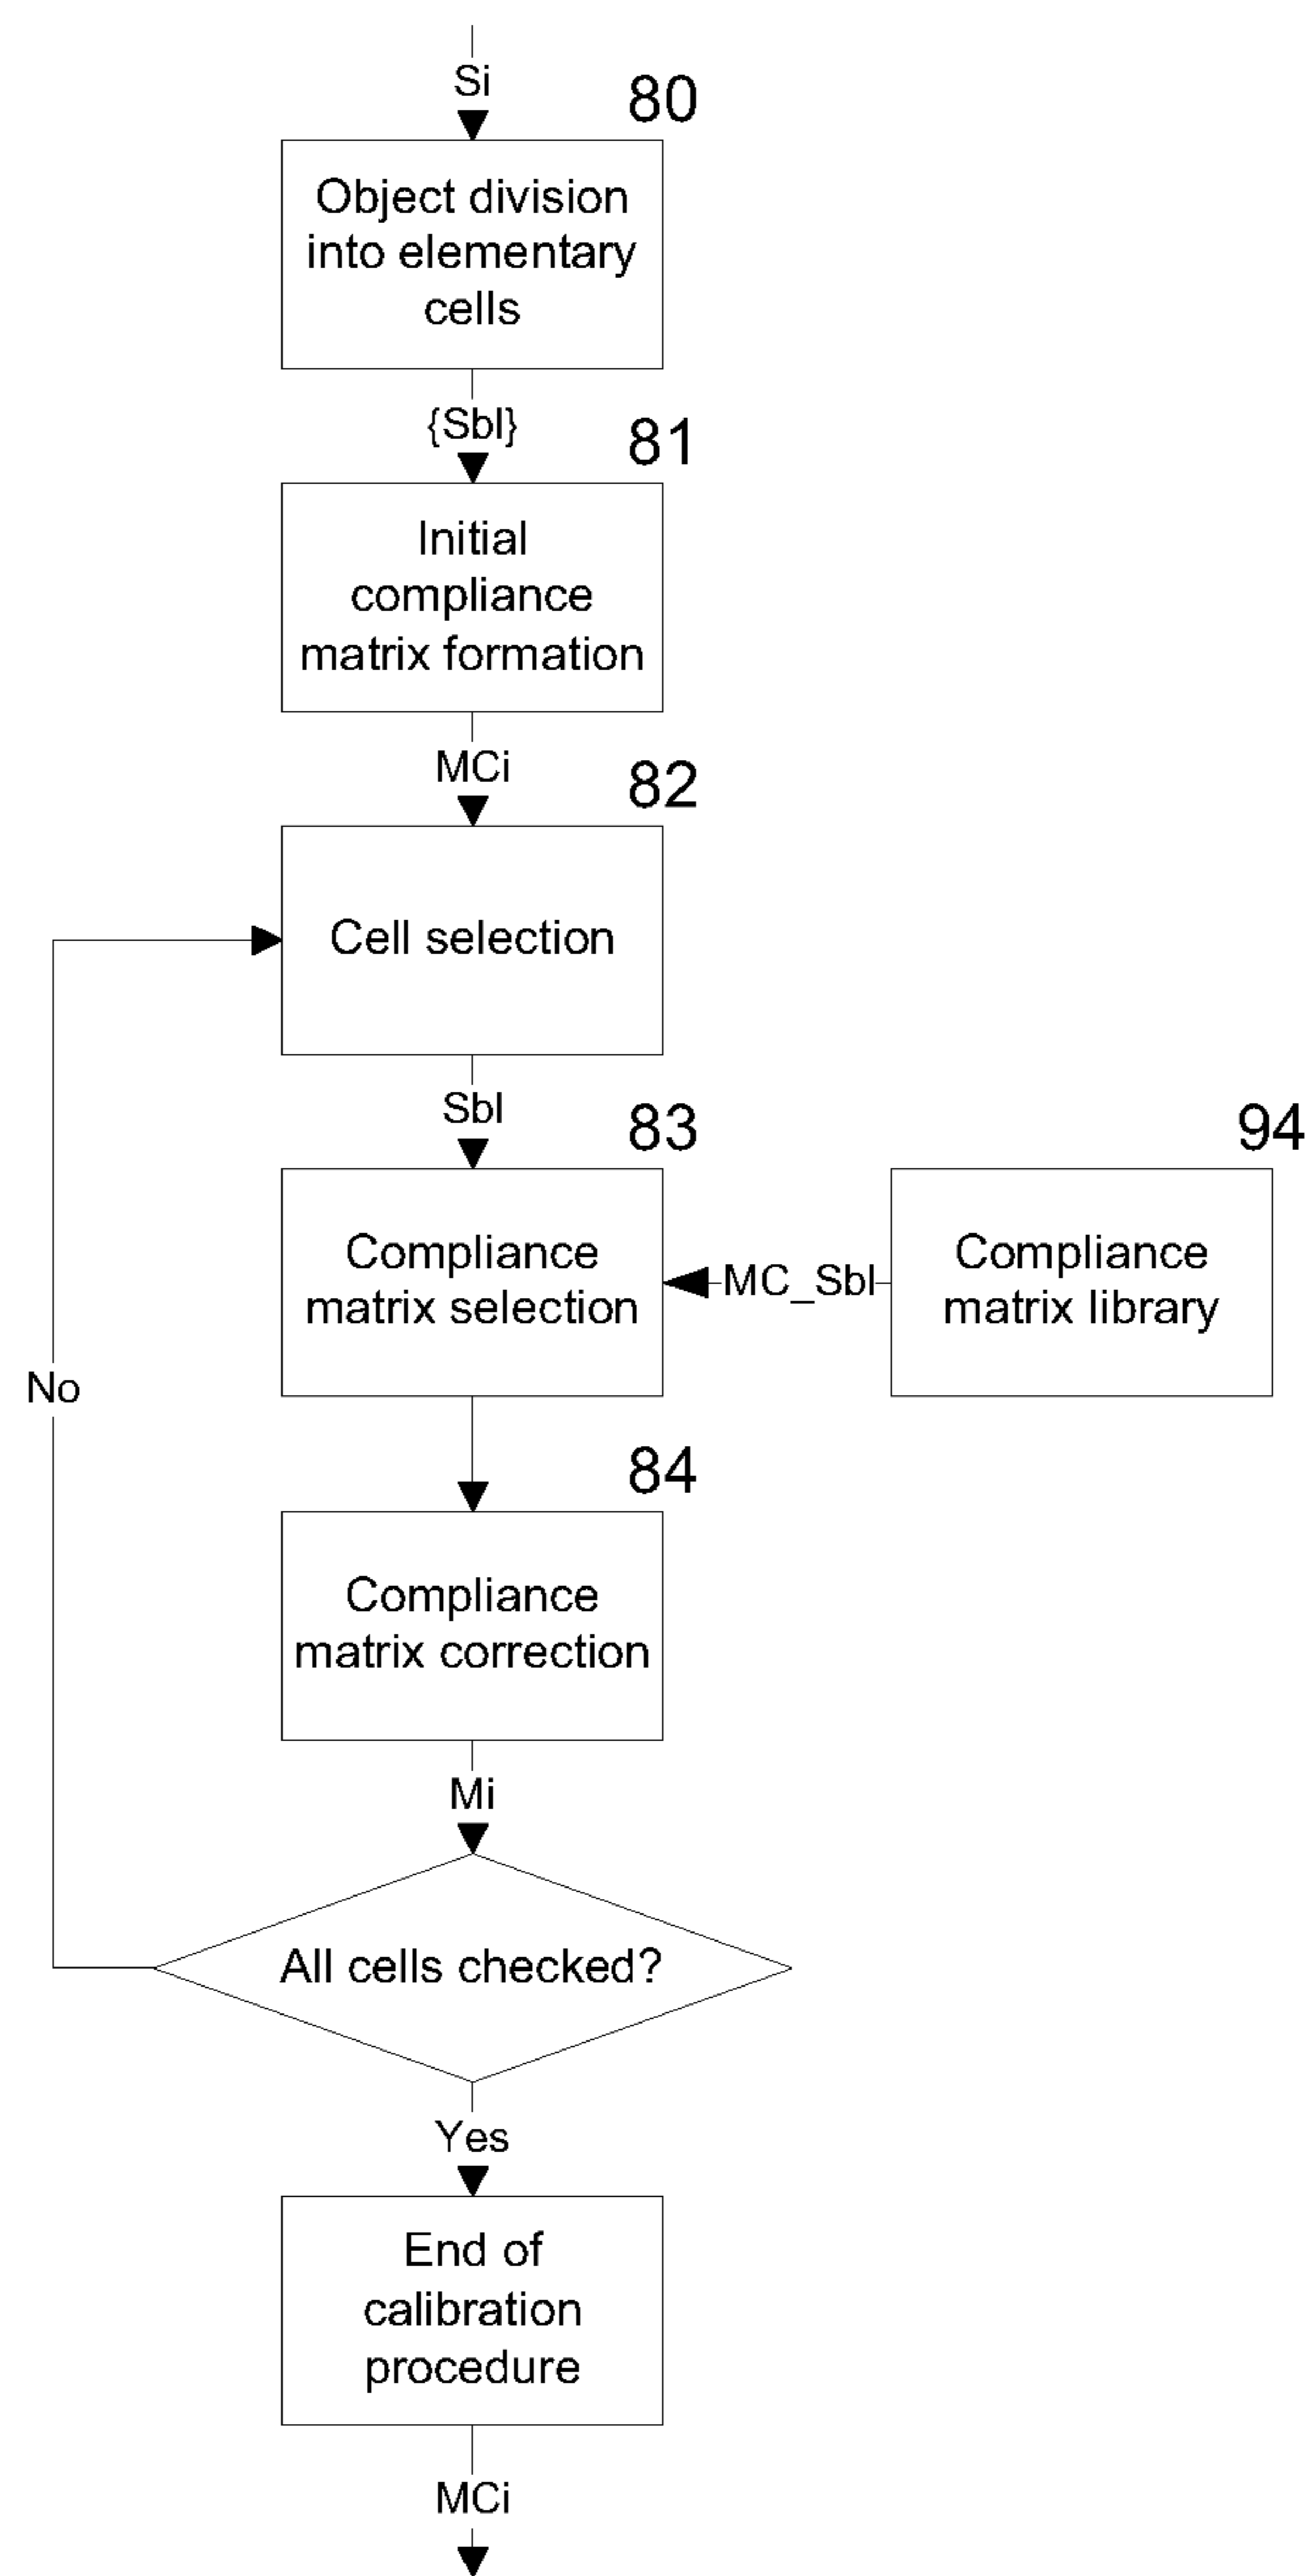 Si
80
Object division
into elementary
cells
{Sbl}
81
Initial
compliance
matrix formation
MCi
82
Cell selection
Sbl
83
94
Compliance
matrix selection
MC_Sbl
Compliance
matrix library
No
84
Compliance
matrix correction
Mi
All cells checked?
Yes
End of
calibration
procedure
MCi